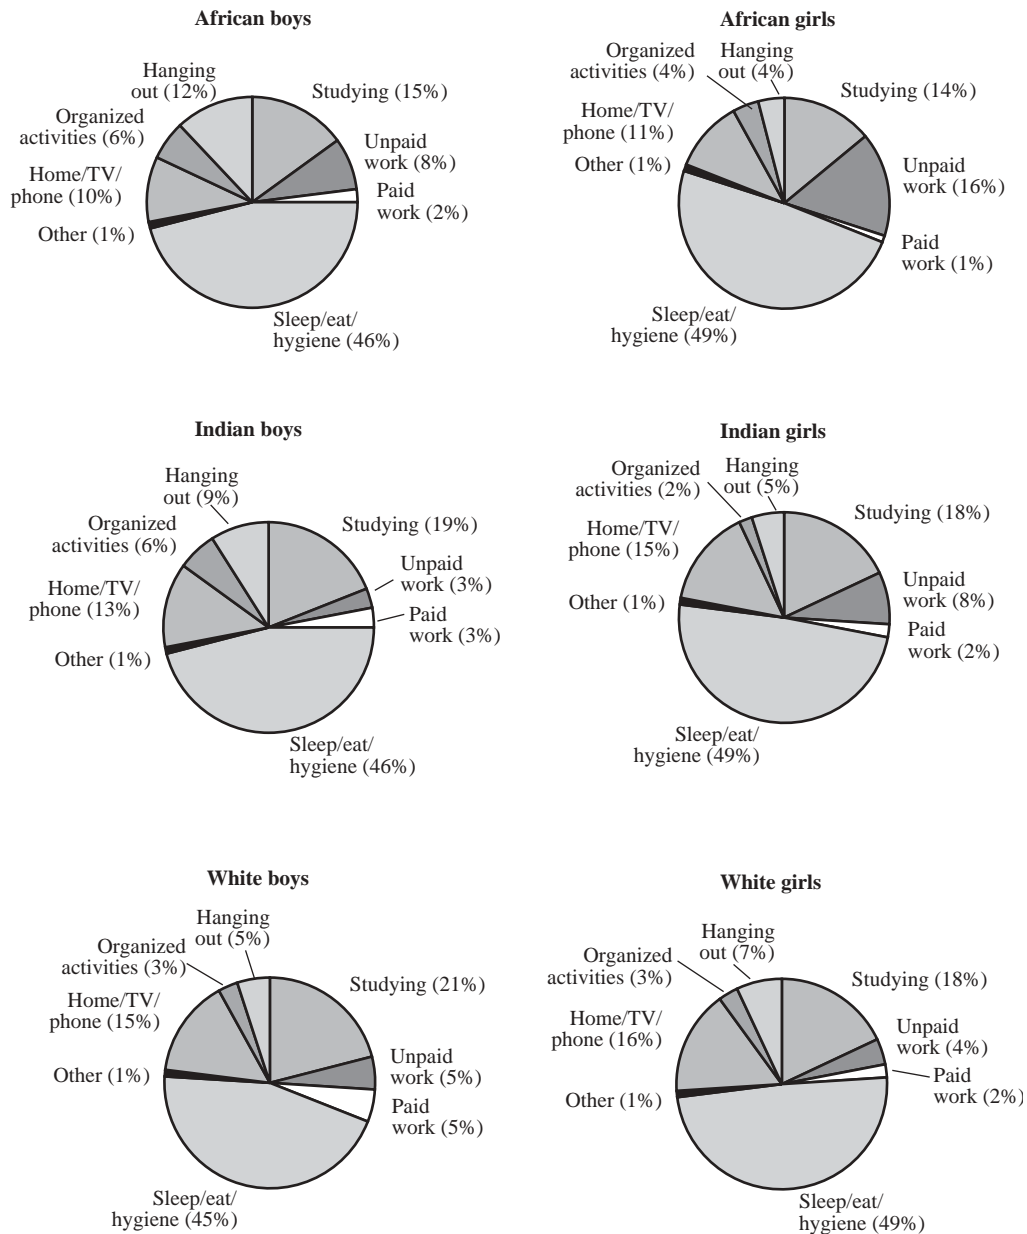 African boys
Hanging
out (12%)
Studying (15%)
Organized
activities (6%)
Unpaid
work (8%)
Home/TV/
phone (10%)
Paid
work (2%)
Other (1%)
Sleep/eat/
hygiene (46%)
African girls
Organized
activities (4%)
Hanging
out (4%)
Studying (14%)
Home/TV/
phone (11%)
Other (1%)
Unpaid
work (16%)
Paid
work (1%)
Sleep/eat/
hygiene (49%)
Indian boys
Hanging
out (9%)
Organized
activities (6%)
Studying (19%)
Home/TV/
phone (13%)
Unpaid
work (3%)
Paid
work (3%)
Other (1%)
Sleep/eat/
hygiene (46%)
Indian girls
Organized
activities (2%)
Hanging
out (5%)
Studying (18%)
Home/TV/
phone (15%)
Unpaid
work (8%)
Other (1%)
Paid
work (2%)
Sleep/eat/
hygiene (49%)
White boys
Hanging
out (5%)
Organized
activities (3%)
Studying (21%)
Home/TV/
phone (15%)
Unpaid
work (5%)
Other (1%)
Paid
work (5%)
Sleep/eat/
hygiene (45%)
White girls
Hanging
out (7%)
Organized
activities (3%)
Studying (18%)
Home/TV/
phone (16%)
Unpaid
work (4%)
Paid
work (2%)
Other (1%)
Sleep/eat/
hygiene (49%)